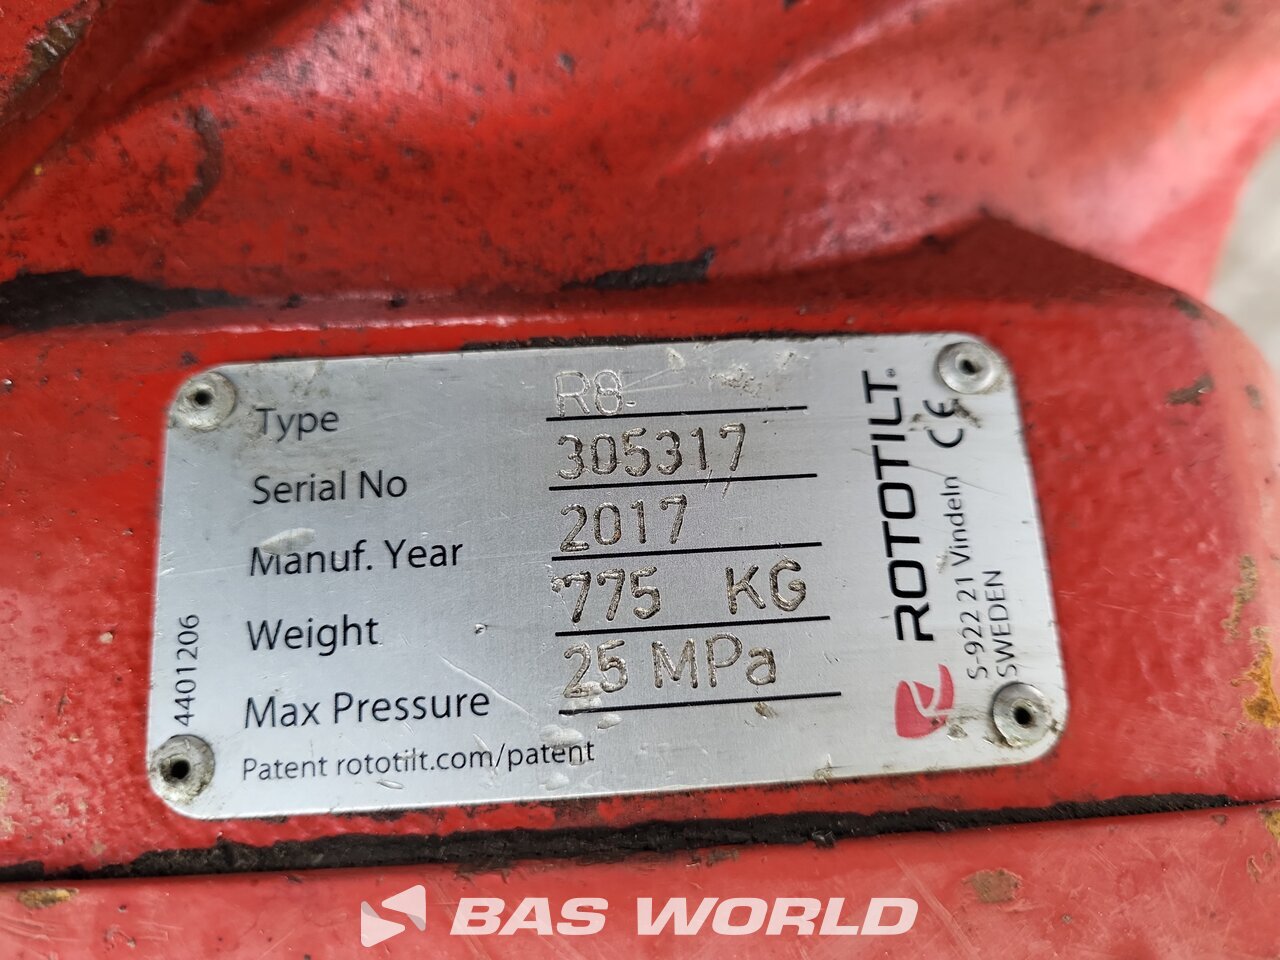 Type R8
Serial No 305317
Manuf. Year 2017
Weight 775 KG
Max Pressure 25 MPa
Patent rototilt.com/patent
4401206
ROTOTILT®
S-922 21 Vindeln CE
SWEDEN
BAS WORLD